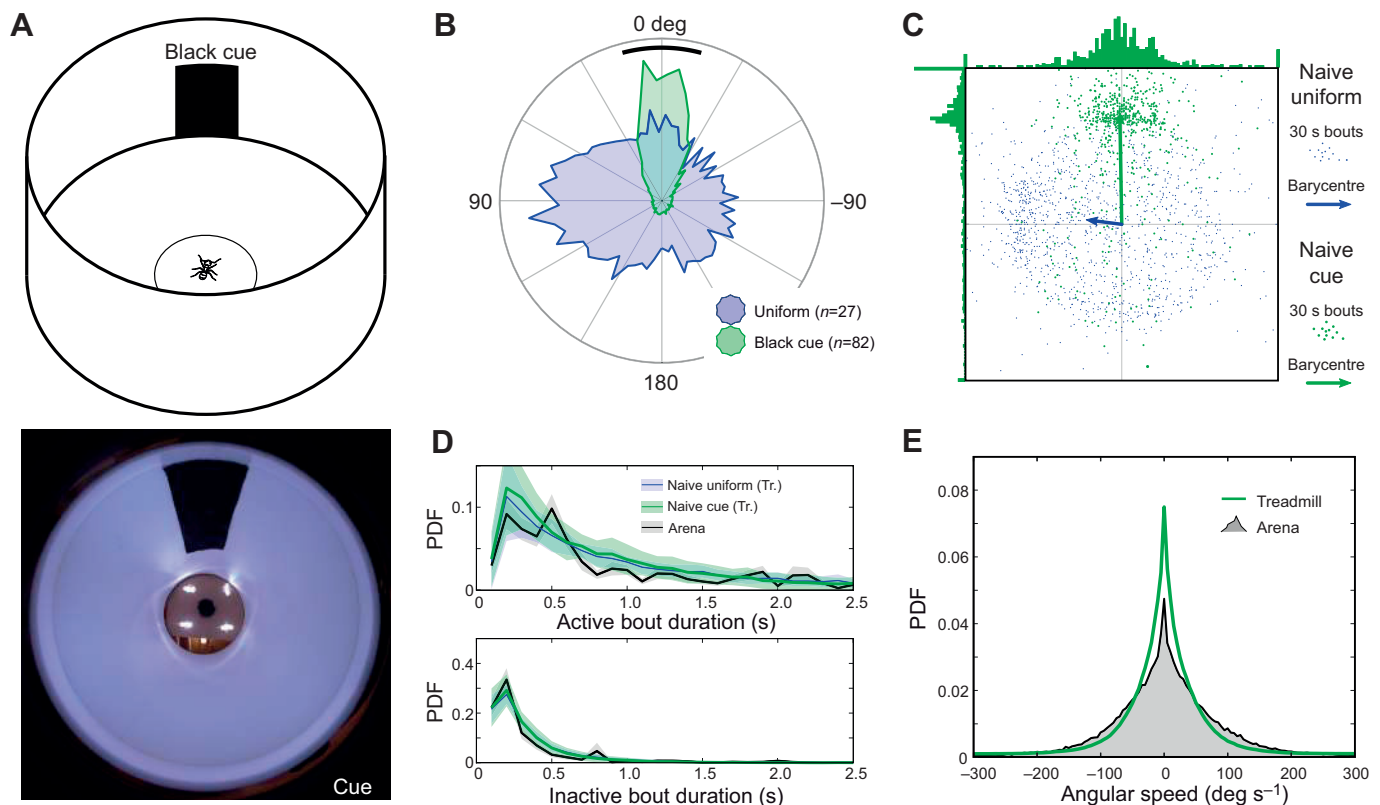 A
Black cue
Cue
B
0 deg
90
–90
180
Uniform (n=27)
Black cue (n=82)
C
Naive
uniform
30 s bouts
Barycentre
Naive
cue
30 s bouts
Barycentre
D
PDF
0.1
0
Naive uniform (Tr.)
Naive cue (Tr.)
Arena
0 0.5 1.0 1.5 2.0 2.5
Active bout duration (s)
PDF
0.4
0.2
0
0 0.5 1.0 1.5 2.0 2.5
Inactive bout duration (s)
E
PDF
0.08
0.06
0.04
0.02
0
Treadmill
Arena
–300 –200 –100 0 100 200 300
Angular speed (deg s–1)